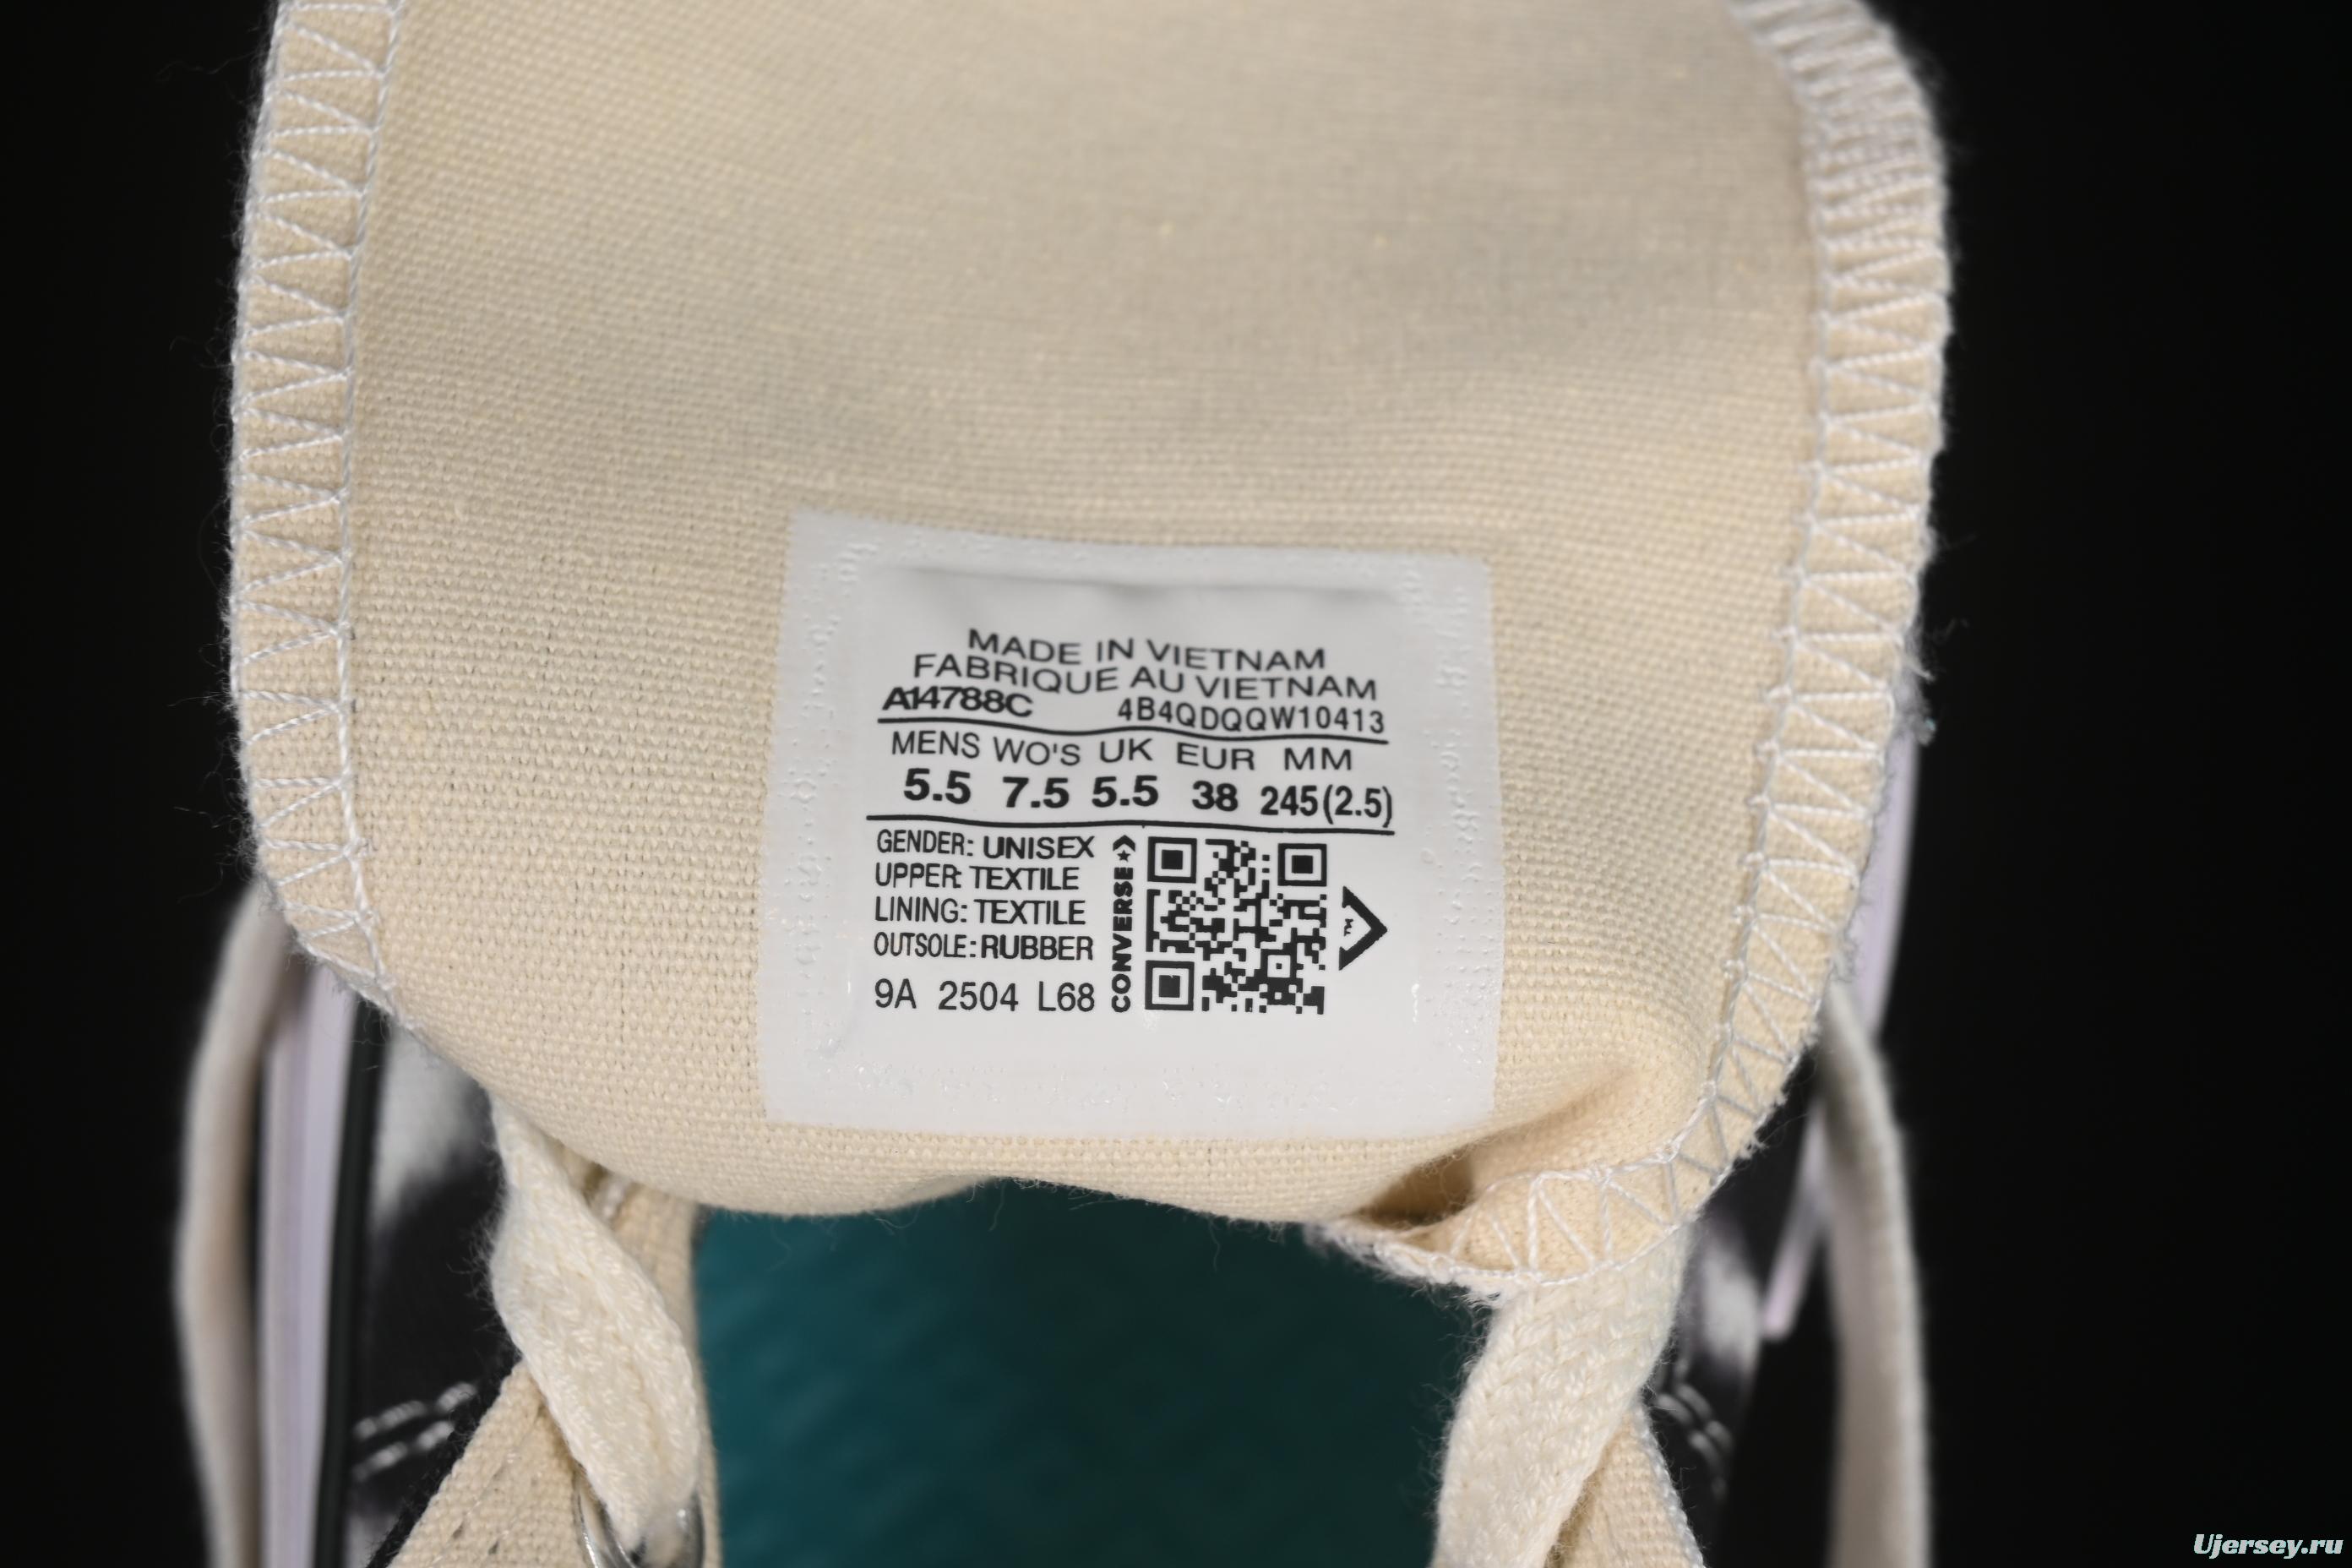 MADE IN VIETNAM
FABRIQUE AU VIETNAM
A14788C 4B4QDQQW10413
MENS WO'S UK EUR MM
5.5 7.5 5.5 38 245(2.5)
GENDER: UNISEX
UPPER: TEXTILE
LINING: TEXTILE
OUTSOLE: RUBBER
9A 2504 L68
CONVERSE
Ujersey.ru